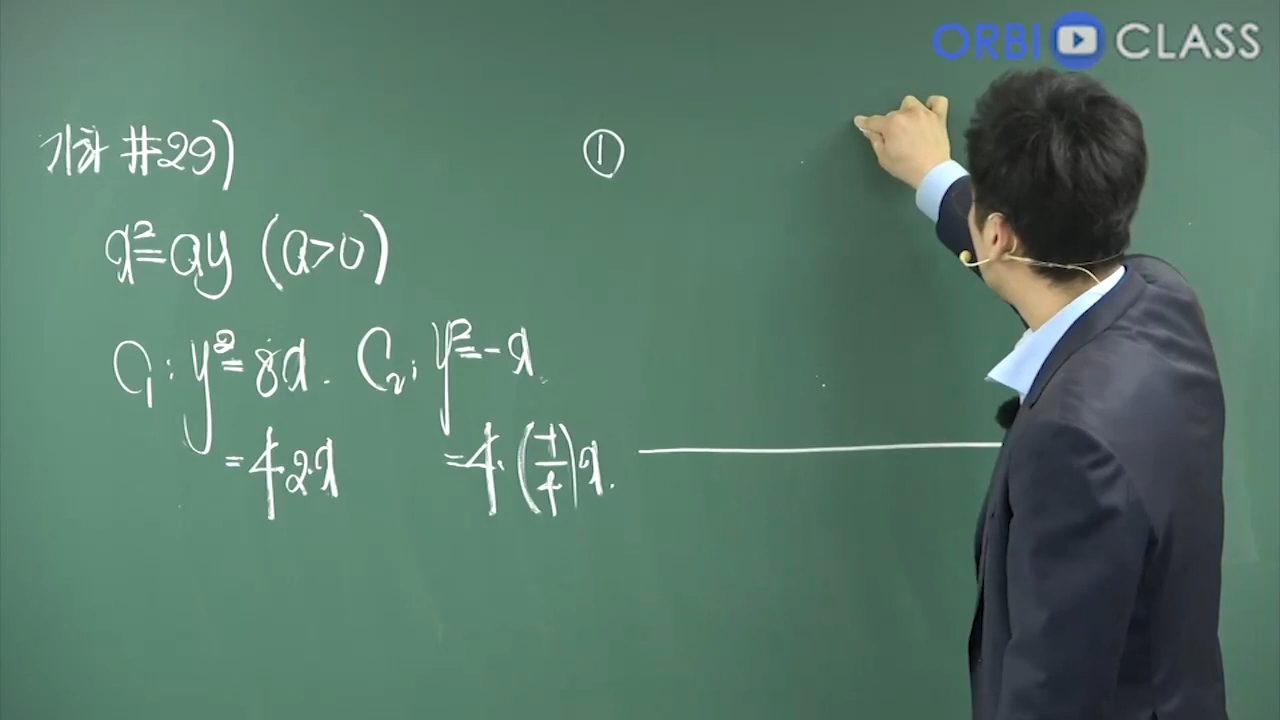 ORBI CLASS
기하 #29)
①
x²=ay (a>0)
C₁: y²=8x. C₂: y²=-x.
=4·2x =4·(-1/4)x.